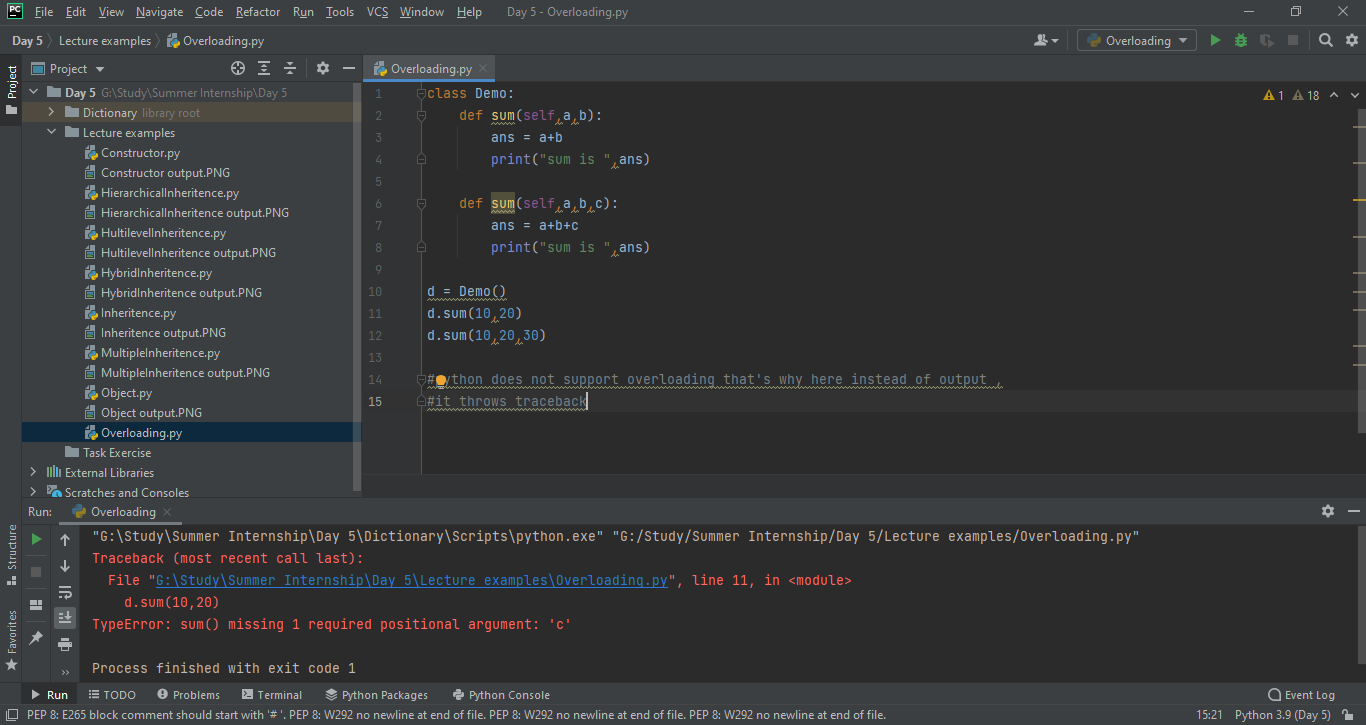 PC File Edit View Navigate Code Refactor Run Tools VCS Window Help Day 5 - Overloading.py
Day 5 Lecture examples Overloading.py Overloading
Project
Project
Overloading.py
Day 5 G:\Study\Summer Internship\Day 5
Dictionary library root
Lecture examples
Constructor.py
Constructor output.PNG
HierarchicalInheritence.py
HierarchicalInheritence output.PNG
HultilevelInheritence.py
HultilevelInheritence output.PNG
HybridInheritence.py
HybridInheritence output.PNG
Inheritence.py
Inheritence output.PNG
MultipleInheritence.py
MultipleInheritence output.PNG
Object.py
Object output.PNG
Overloading.py
Task Exercise
External Libraries
Scratches and Consoles
1 class Demo:
2 def sum(self,a,b):
3 ans = a+b
4 print("sum is ",ans)
5
6 def sum(self,a,b,c):
7 ans = a+b+c
8 print("sum is ",ans)
9
10 d = Demo()
11 d.sum(10,20)
12 d.sum(10,20,30)
13
14 #python does not support overloading that's why here instead of output ,
15 #it throws traceback
1 18
Run: Overloading
"G:\Study\Summer Internship\Day 5\Dictionary\Scripts\python.exe" "G:/Study/Summer Internship/Day 5/Lecture examples/Overloading.py"
Traceback (most recent call last):
File "G:\Study\Summer Internship\Day 5\Lecture examples\Overloading.py", line 11, in <module>
d.sum(10,20)
TypeError: sum() missing 1 required positional argument: 'c'
Process finished with exit code 1
Structure
Favorites
Run TODO Problems Terminal Python Packages Python Console Event Log
PEP 8: E265 block comment should start with '# '. PEP 8: W292 no newline at end of file. PEP 8: W292 no newline at end of file. PEP 8: W292 no newline at end of file. 15:21 Python 3.9 (Day 5)